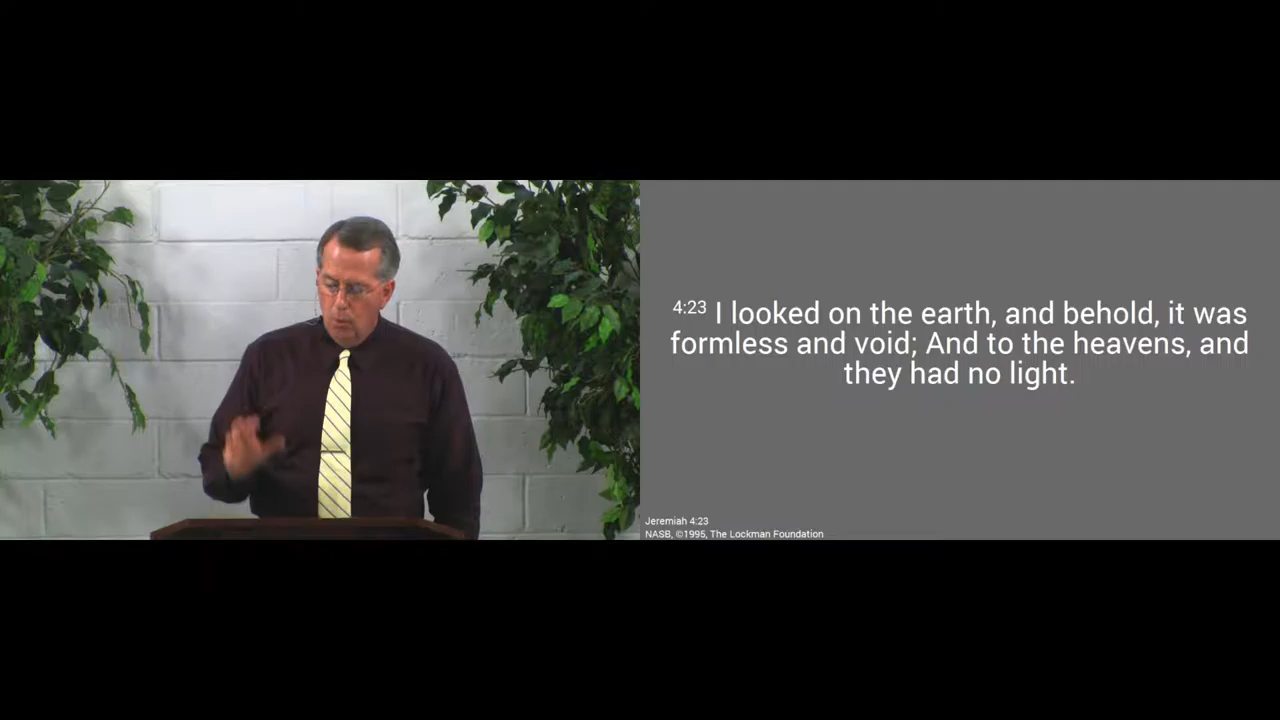 4:23 I looked on the earth, and behold, it was
formless and void; And to the heavens, and
they had no light.
Jeremiah 4:23
NASB, ©1995, The Lockman Foundation